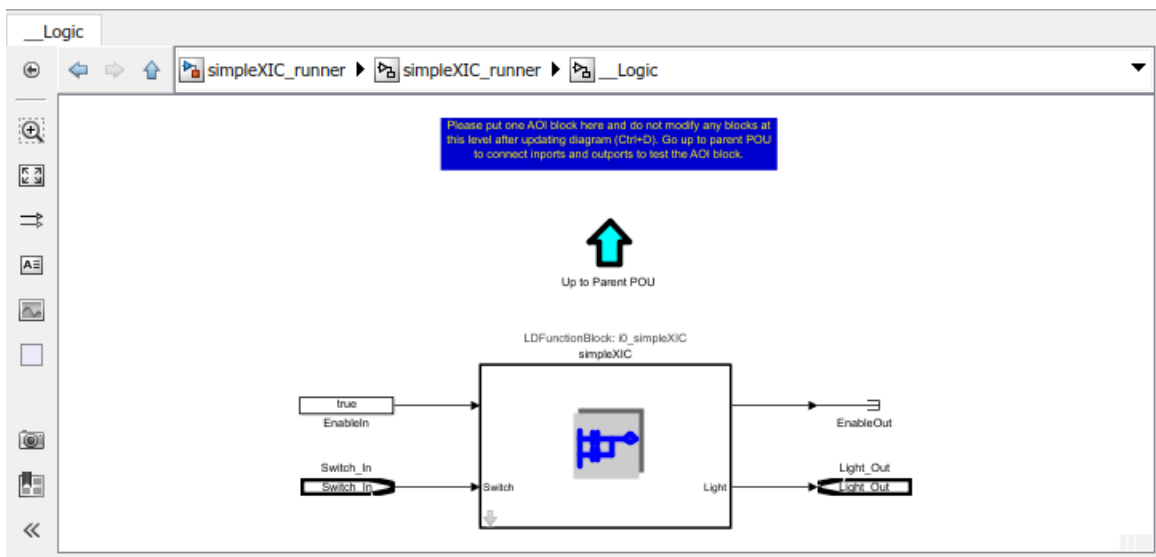 __Logic
simpleXIC_runner simpleXIC_runner __Logic
Please put one AOI block here and do not modify any blocks at
this level after updating diagram (Ctrl+D). Go up to parent POU
to connect inports and outports to test the AOI block.
Up to Parent POU
LDFunctionBlock: i0_simpleXIC
simpleXIC
true
EnableIn
EnableOut
Switch_In
Switch_In
Switch
Light
Light_Out
Light_Out